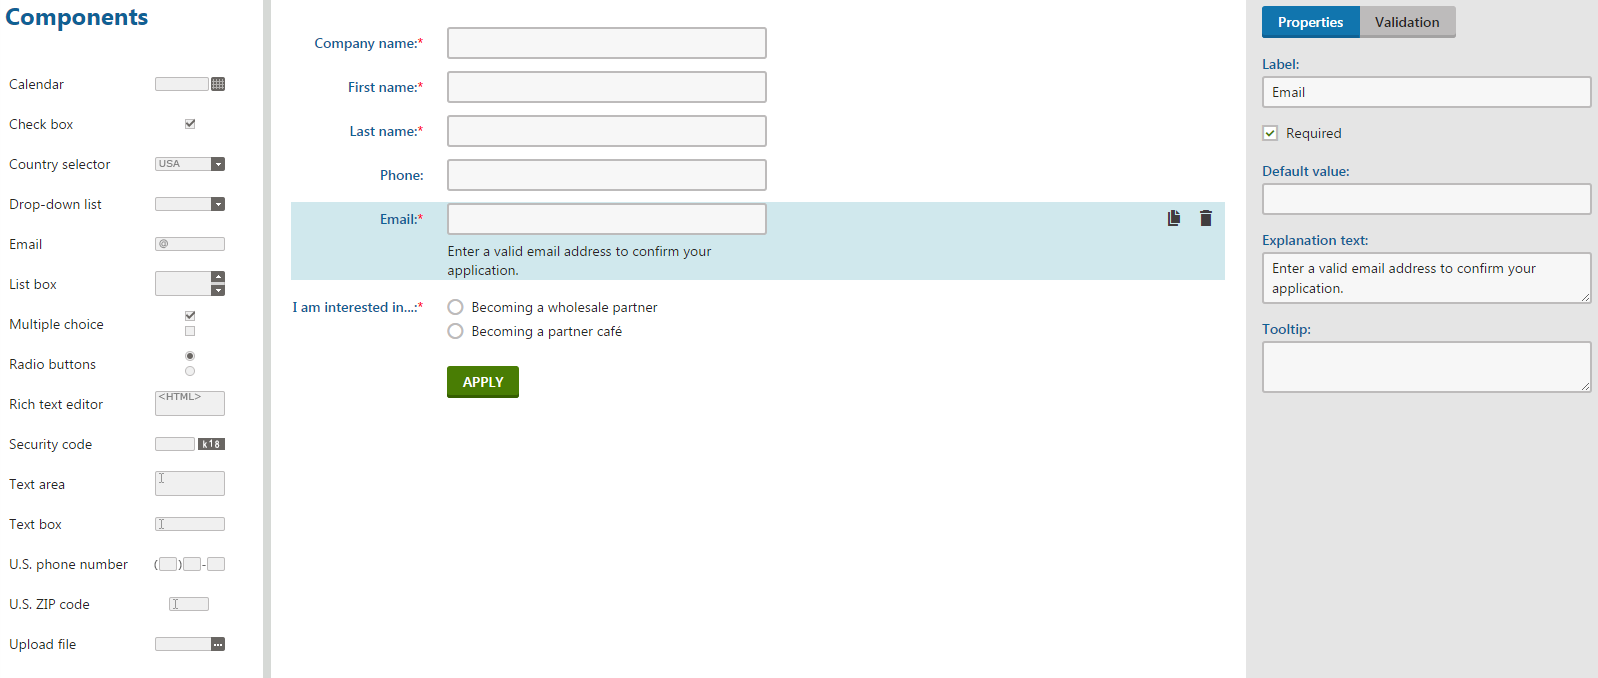 Components
Calendar
Check box
Country selector
USA
Drop-down list
Email
@
List box
Multiple choice
Radio buttons
Rich text editor
<HTML>
Security code
k18
Text area
Text box
U.S. phone number
( ) -
U.S. ZIP code
Upload file
...
Company name:*
First name:*
Last name:*
Phone:
Email:*
Enter a valid email address to confirm your
application.
I am interested in...:*
Becoming a wholesale partner
Becoming a partner café
APPLY
Properties
Validation
Label:
Email
Required
Default value:
Explanation text:
Enter a valid email address to confirm your
application.
Tooltip: